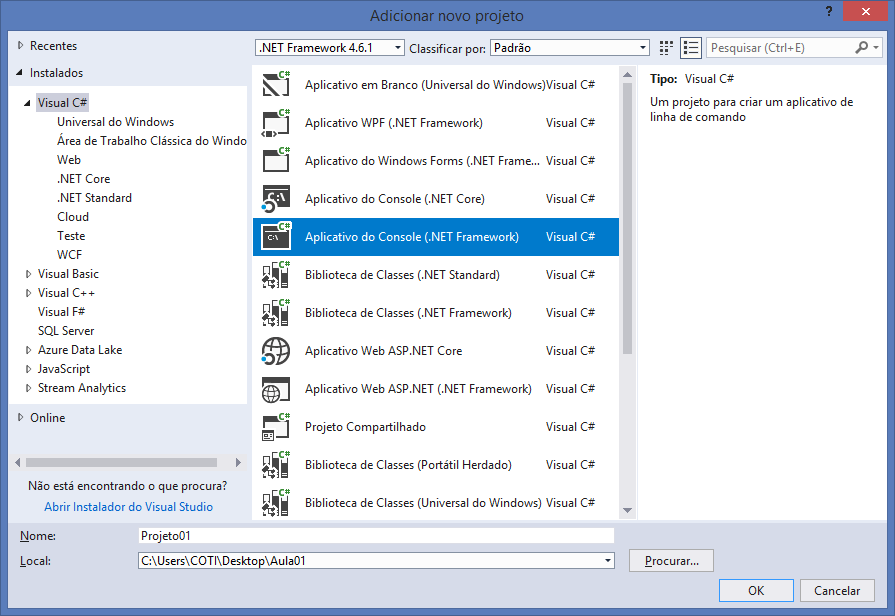 Adicionar novo projeto
? ×
Recentes
Instalados
Visual C#
Universal do Windows
Área de Trabalho Clássica do Windo
Web
.NET Core
.NET Standard
Cloud
Teste
WCF
Visual Basic
Visual C++
Visual F#
SQL Server
Azure Data Lake
JavaScript
Stream Analytics
Online
Não está encontrando o que procura?
Abrir Instalador do Visual Studio
.NET Framework 4.6.1 Classificar por: Padrão Pesquisar (Ctrl+E)
Aplicativo em Branco (Universal do Windows) Visual C#
Aplicativo WPF (.NET Framework) Visual C#
Aplicativo do Windows Forms (.NET Frame... Visual C#
Aplicativo do Console (.NET Core) Visual C#
Aplicativo do Console (.NET Framework) Visual C#
Biblioteca de Classes (.NET Standard) Visual C#
Biblioteca de Classes (.NET Framework) Visual C#
Aplicativo Web ASP.NET Core Visual C#
Aplicativo Web ASP.NET (.NET Framework) Visual C#
Projeto Compartilhado Visual C#
Biblioteca de Classes (Portátil Herdado) Visual C#
Biblioteca de Classes (Universal do Windows) Visual C#
Tipo: Visual C#
Um projeto para criar um aplicativo de
linha de comando
Nome: Projeto01
Local: C:\Users\COTI\Desktop\Aula01 Procurar...
OK Cancelar